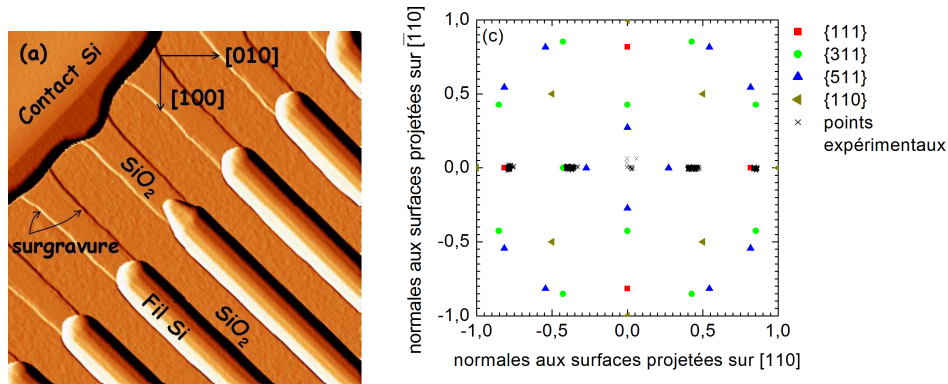 (a)
Contact Si
[010]
[100]
SiO₂
surgravure
Fil Si
SiO₂
(c)
normales aux surfaces projetées sur [1̅10]
1,0
0,5
0,0
-0,5
-1,0
-1,0
-0,5
0,0
0,5
1,0
normales aux surfaces projetées sur [110]
{111}
{311}
{511}
{110}
points
expérimentaux